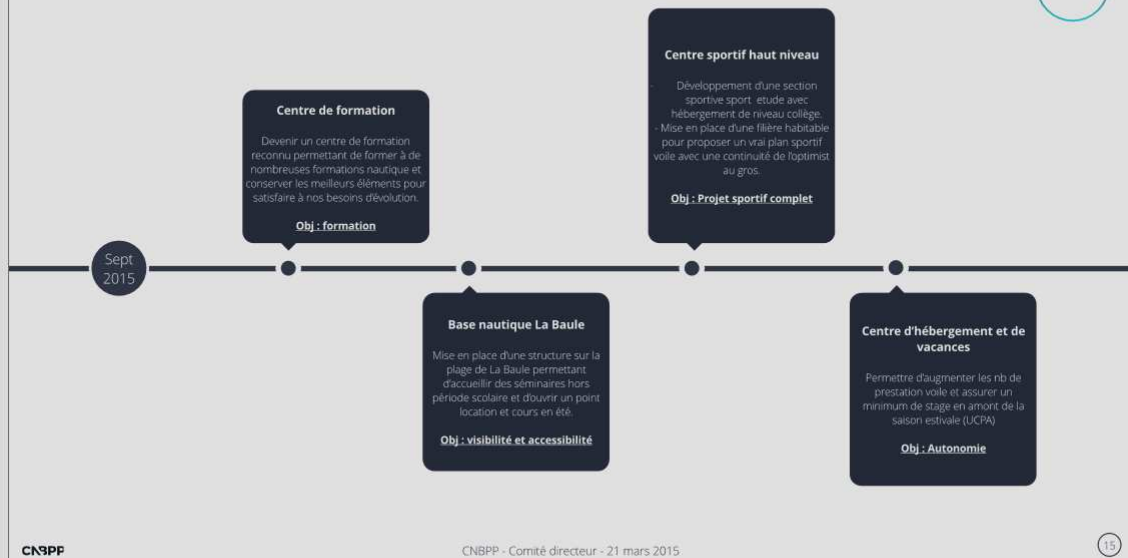 Sept
2015
Centre de formation
Devenir un centre de formation
reconnu permettant de former à de
nombreuses formations nautique et
conserver les meilleurs éléments pour
satisfaire à nos besoins d'évolution.
Obj : formation
Base nautique La Baule
Mise en place d'une structure sur la
plage de La Baule permettant
d'accueillir des séminaires hors
période scolaire et d'ouvrir un point
location et cours en été.
Obj : visibilité et accessibilité
Centre sportif haut niveau
- Développement d'une section
sportive sport etude avec
hébergement de niveau collège.
- Mise en place d'une filière habitable
pour proposer un vrai plan sportif
voile avec une continuité de l'optimist
au gros.
Obj : Projet sportif complet
Centre d'hébergement et de
vacances
Permettre d'augmenter les nb de
prestation voile et assurer un
minimum de stage en amont de la
saison estivale (UCPA)
Obj : Autonomie
CNBPP
CNBPP - Comité directeur - 21 mars 2015
15